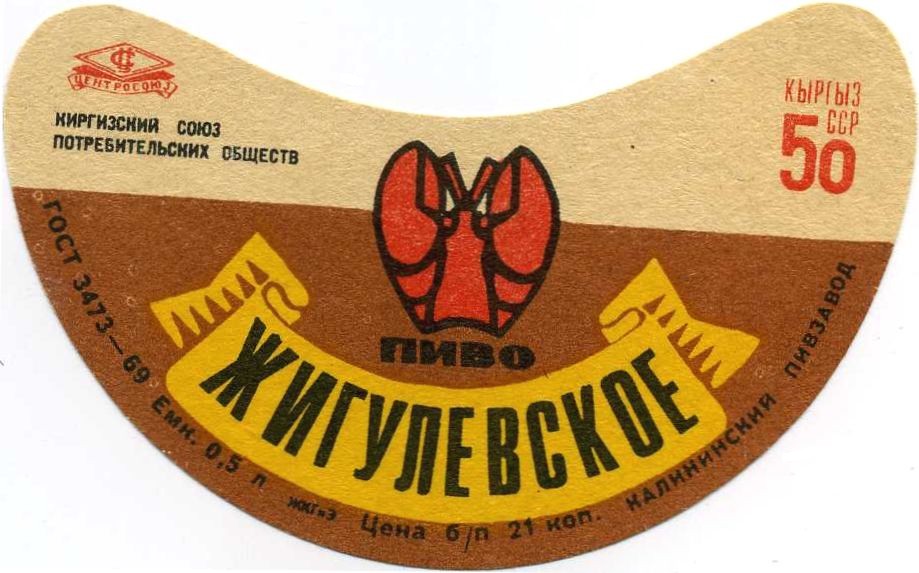 ЦЕНТРОСОЮЗ
КИРГИЗСКИЙ СОЮЗ
ПОТРЕБИТЕЛЬСКИХ ОБЩЕСТВ
КЫРГЫЗ
ССР
50
ПИВО
ЖИГУЛЕВСКОЕ
ГОСТ 3473—69 Емк. 0,5 л жкгнэ Цена б/п 21 коп. КАЛИНИНСКИЙ ПИВЗАВОД